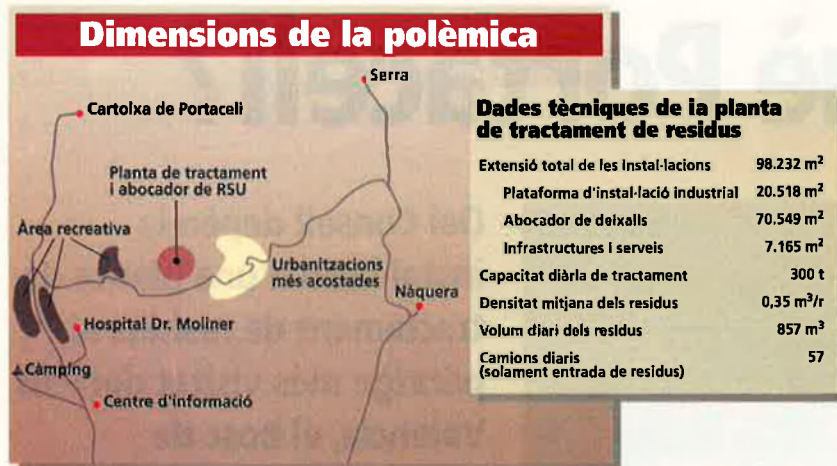 Dimensions de la polèmica
Serra
Cartoixa de Portaceli
Planta de tractament
i abocador de RSU
Àrea recreativa
Urbanitzacions
més acostades
Nàquera
Hospital Dr. Moliner
Càmping
Centre d'informació
Dades tècniques de la planta
de tractament de residus
Extensió total de les instal·lacions 98.232 m²
Plataforma d'instal·lació industrial 20.518 m²
Abocador de deixalls 70.549 m²
Infrastructures i serveis 7.165 m²
Capacitat diària de tractament 300 t
Densitat mitjana dels residus 0,35 m³/r
Volum diari dels residus 857 m³
Camions diaris 57
(solament entrada de residus)